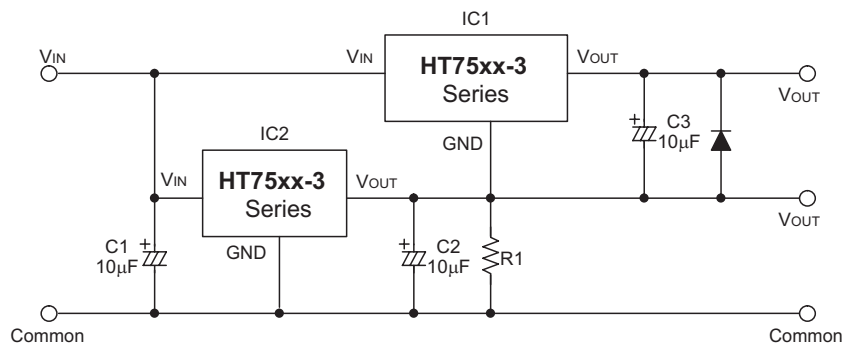 IC1
VIN
VIN
HT75xx-3
Series
VOUT
VOUT
GND
C3
10µF
IC2
VIN
HT75xx-3
Series
VOUT
VOUT
GND
C1
10µF
C2
10µF
R1
Common
Common
+
+
+